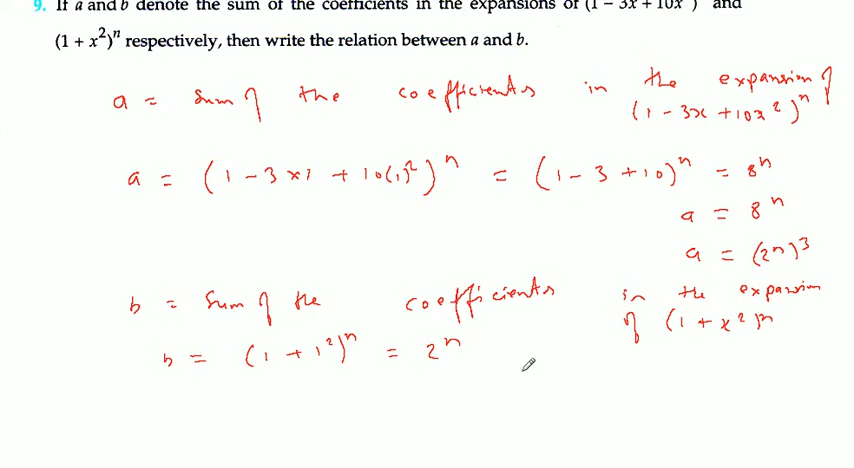 9. If a and b denote the sum of the coefficients in the expansions of (1 – 3x + 10x²)ⁿ and
(1 + x²)ⁿ respectively, then write the relation between a and b.
a = Sum of the coefficients in the expansion of
(1 - 3x + 10x²)ⁿ
a = (1 - 3×1 + 10(1)²)ⁿ = (1 - 3 + 10)ⁿ = 8ⁿ
a = 8ⁿ
a = (2ⁿ)³
b = Sum of the coefficients in the expansion
of (1 + x²)ⁿ
b = (1 + 1²)ⁿ = 2ⁿ